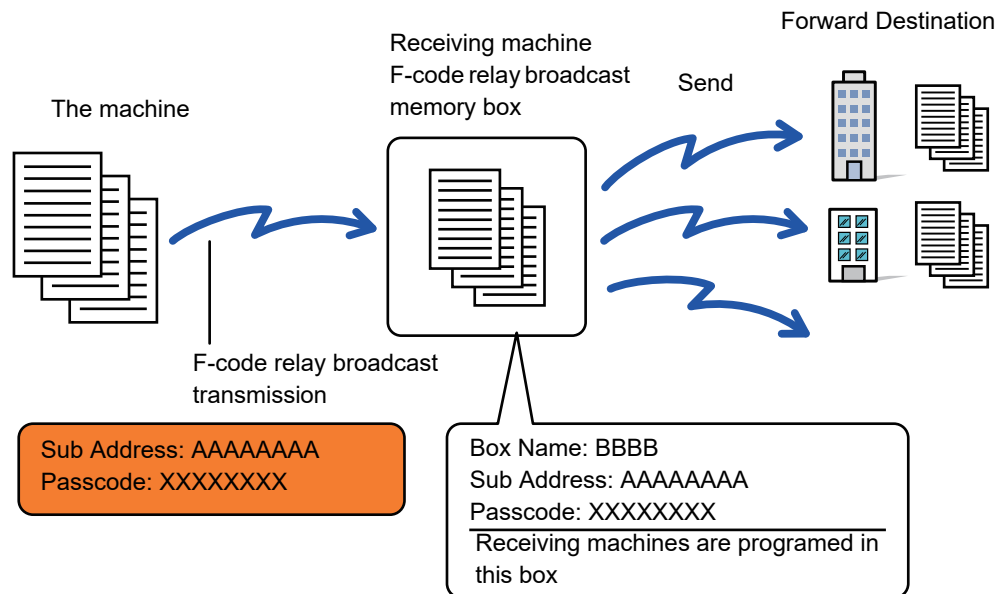 Forward Destination
Receiving machine
F-code relay broadcast
memory box
Send
The machine
F-code relay broadcast
transmission
Sub Address: AAAAAAAA
Passcode: XXXXXXXX
Box Name: BBBB
Sub Address: AAAAAAAA
Passcode: XXXXXXXX
Receiving machines are programed in
this box